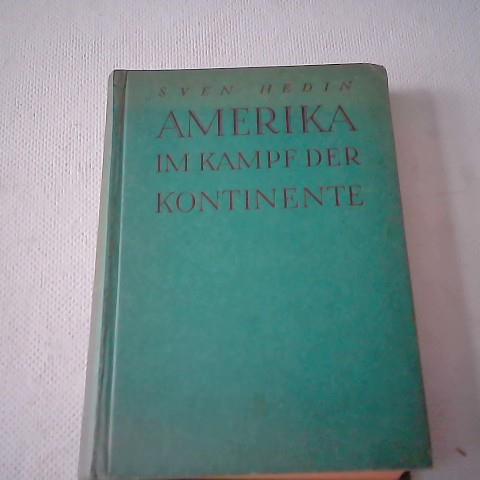 SVEN HEDIN
AMERIKA
IM KAMPF DER
KONTINENTE